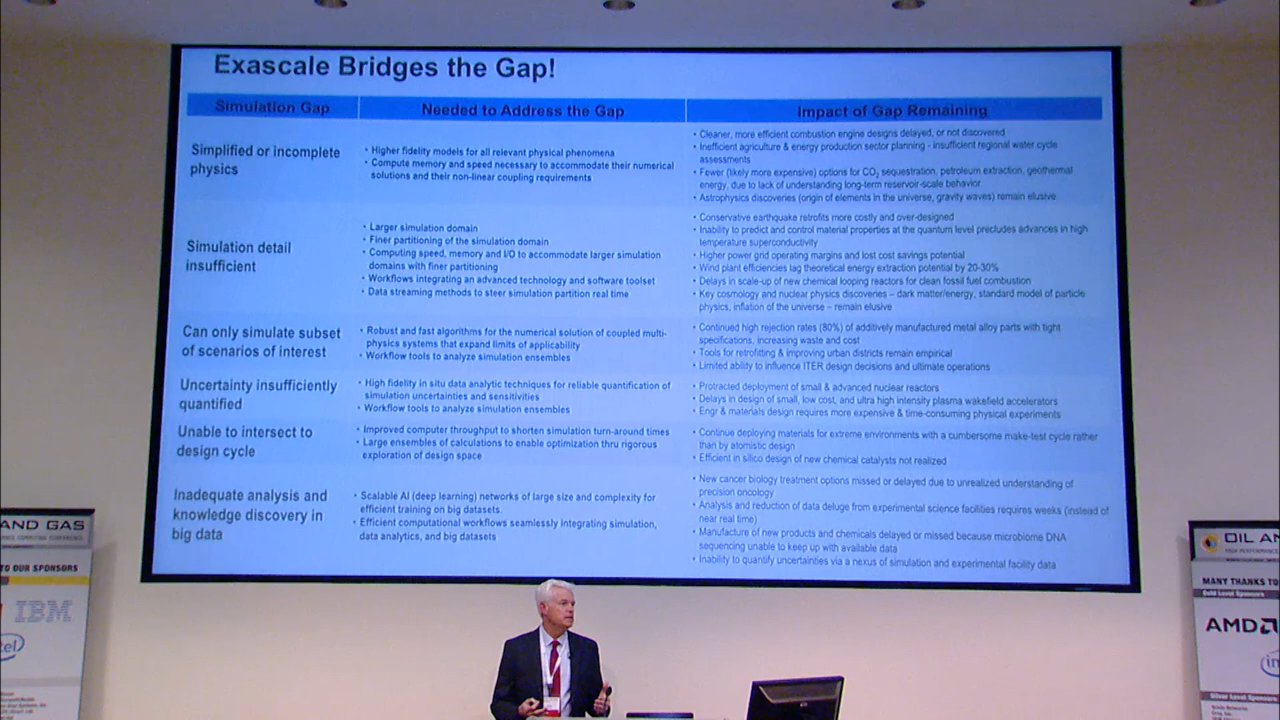 Exascale Bridges the Gap!
Simulation Gap
Needed to Address the Gap
Impact of Gap Remaining
Simplified or incomplete
physics
• Higher fidelity models for all relevant physical phenomena
• Compute memory and speed necessary to accommodate their numerical
solutions and their non-linear coupling requirements
• Cleaner, more efficient combustion engine designs delayed, or not discovered
• Inefficient agriculture & energy production sector planning - insufficient regional water cycle
assessments
• Fewer (likely more expensive) options for CO₂ sequestration, petroleum extraction, geothermal
energy, due to lack of understanding long-term reservoir-scale behavior
• Astrophysics discoveries (origin of elements in the universe, gravity waves) remain elusive
Simulation detail
insufficient
• Larger simulation domain
• Finer partitioning of the simulation domain
• Computing speed, memory and I/O to accommodate larger simulation
domains with finer partitioning
• Workflows integrating an advanced technology and software toolset
• Data streaming methods to steer simulation partition real time
• Conservative earthquake retrofits more costly and over-designed
• Inability to predict and control material properties at the quantum level precludes advances in high
temperature superconductivity
• Higher power grid operating margins and lost cost savings potential
• Wind plant efficiencies lag theoretical energy extraction potential by 20-30%
• Delays in scale-up of new chemical looping reactors for clean fossil fuel combustion
• Key cosmology and nuclear physics discoveries – dark matter/energy, standard model of particle
physics, inflation of the universe – remain elusive
Can only simulate subset
of scenarios of interest
• Robust and fast algorithms for the numerical solution of coupled multi-
physics systems that expand limits of applicability
• Workflow tools to analyze simulation ensembles
• Continued high rejection rates (80%) of additively manufactured metal alloy parts with tight
specifications, increasing waste and cost
• Tools for retrofitting & improving urban districts remain empirical
• Limited ability to influence ITER design decisions and ultimate operations
Uncertainty insufficiently
quantified
• High fidelity in situ data analytic techniques for reliable quantification of
simulation uncertainties and sensitivities
• Workflow tools to analyze simulation ensembles
• Protracted deployment of small & advanced nuclear reactors
• Delays in design of small, low cost, and ultra high intensity plasma wakefield accelerators
• Engr & materials design requires more expensive & time-consuming physical experiments
Unable to intersect to
design cycle
• Improved computer throughput to shorten simulation turn-around times
• Large ensembles of calculations to enable optimization thru rigorous
exploration of design space
• Continue deploying materials for extreme environments with a cumbersome make-test cycle rather
than by atomistic design
• Efficient in silico design of new chemical catalysts not realized
Inadequate analysis and
knowledge discovery in
big data
• Scalable AI (deep learning) networks of large size and complexity for
efficient training on big datasets.
• Efficient computational workflows seamlessly integrating simulation,
data analytics, and big datasets
• New cancer biology treatment options missed or delayed due to unrealized understanding of
precision oncology
• Analysis and reduction of data deluge from experimental science facilities requires weeks (instead of
near real time)
• Manufacture of new products and chemicals delayed or missed because microbiome DNA
sequencing unable to keep up with available data
• Inability to quantify uncertainties via a nexus of simulation and experimental facility data
AND GAS
TO OUR SPONSORS
IBM
OIL AN
MANY THANKS TO
Gold Level Sponsors
AMD
Silver Level Sponsors